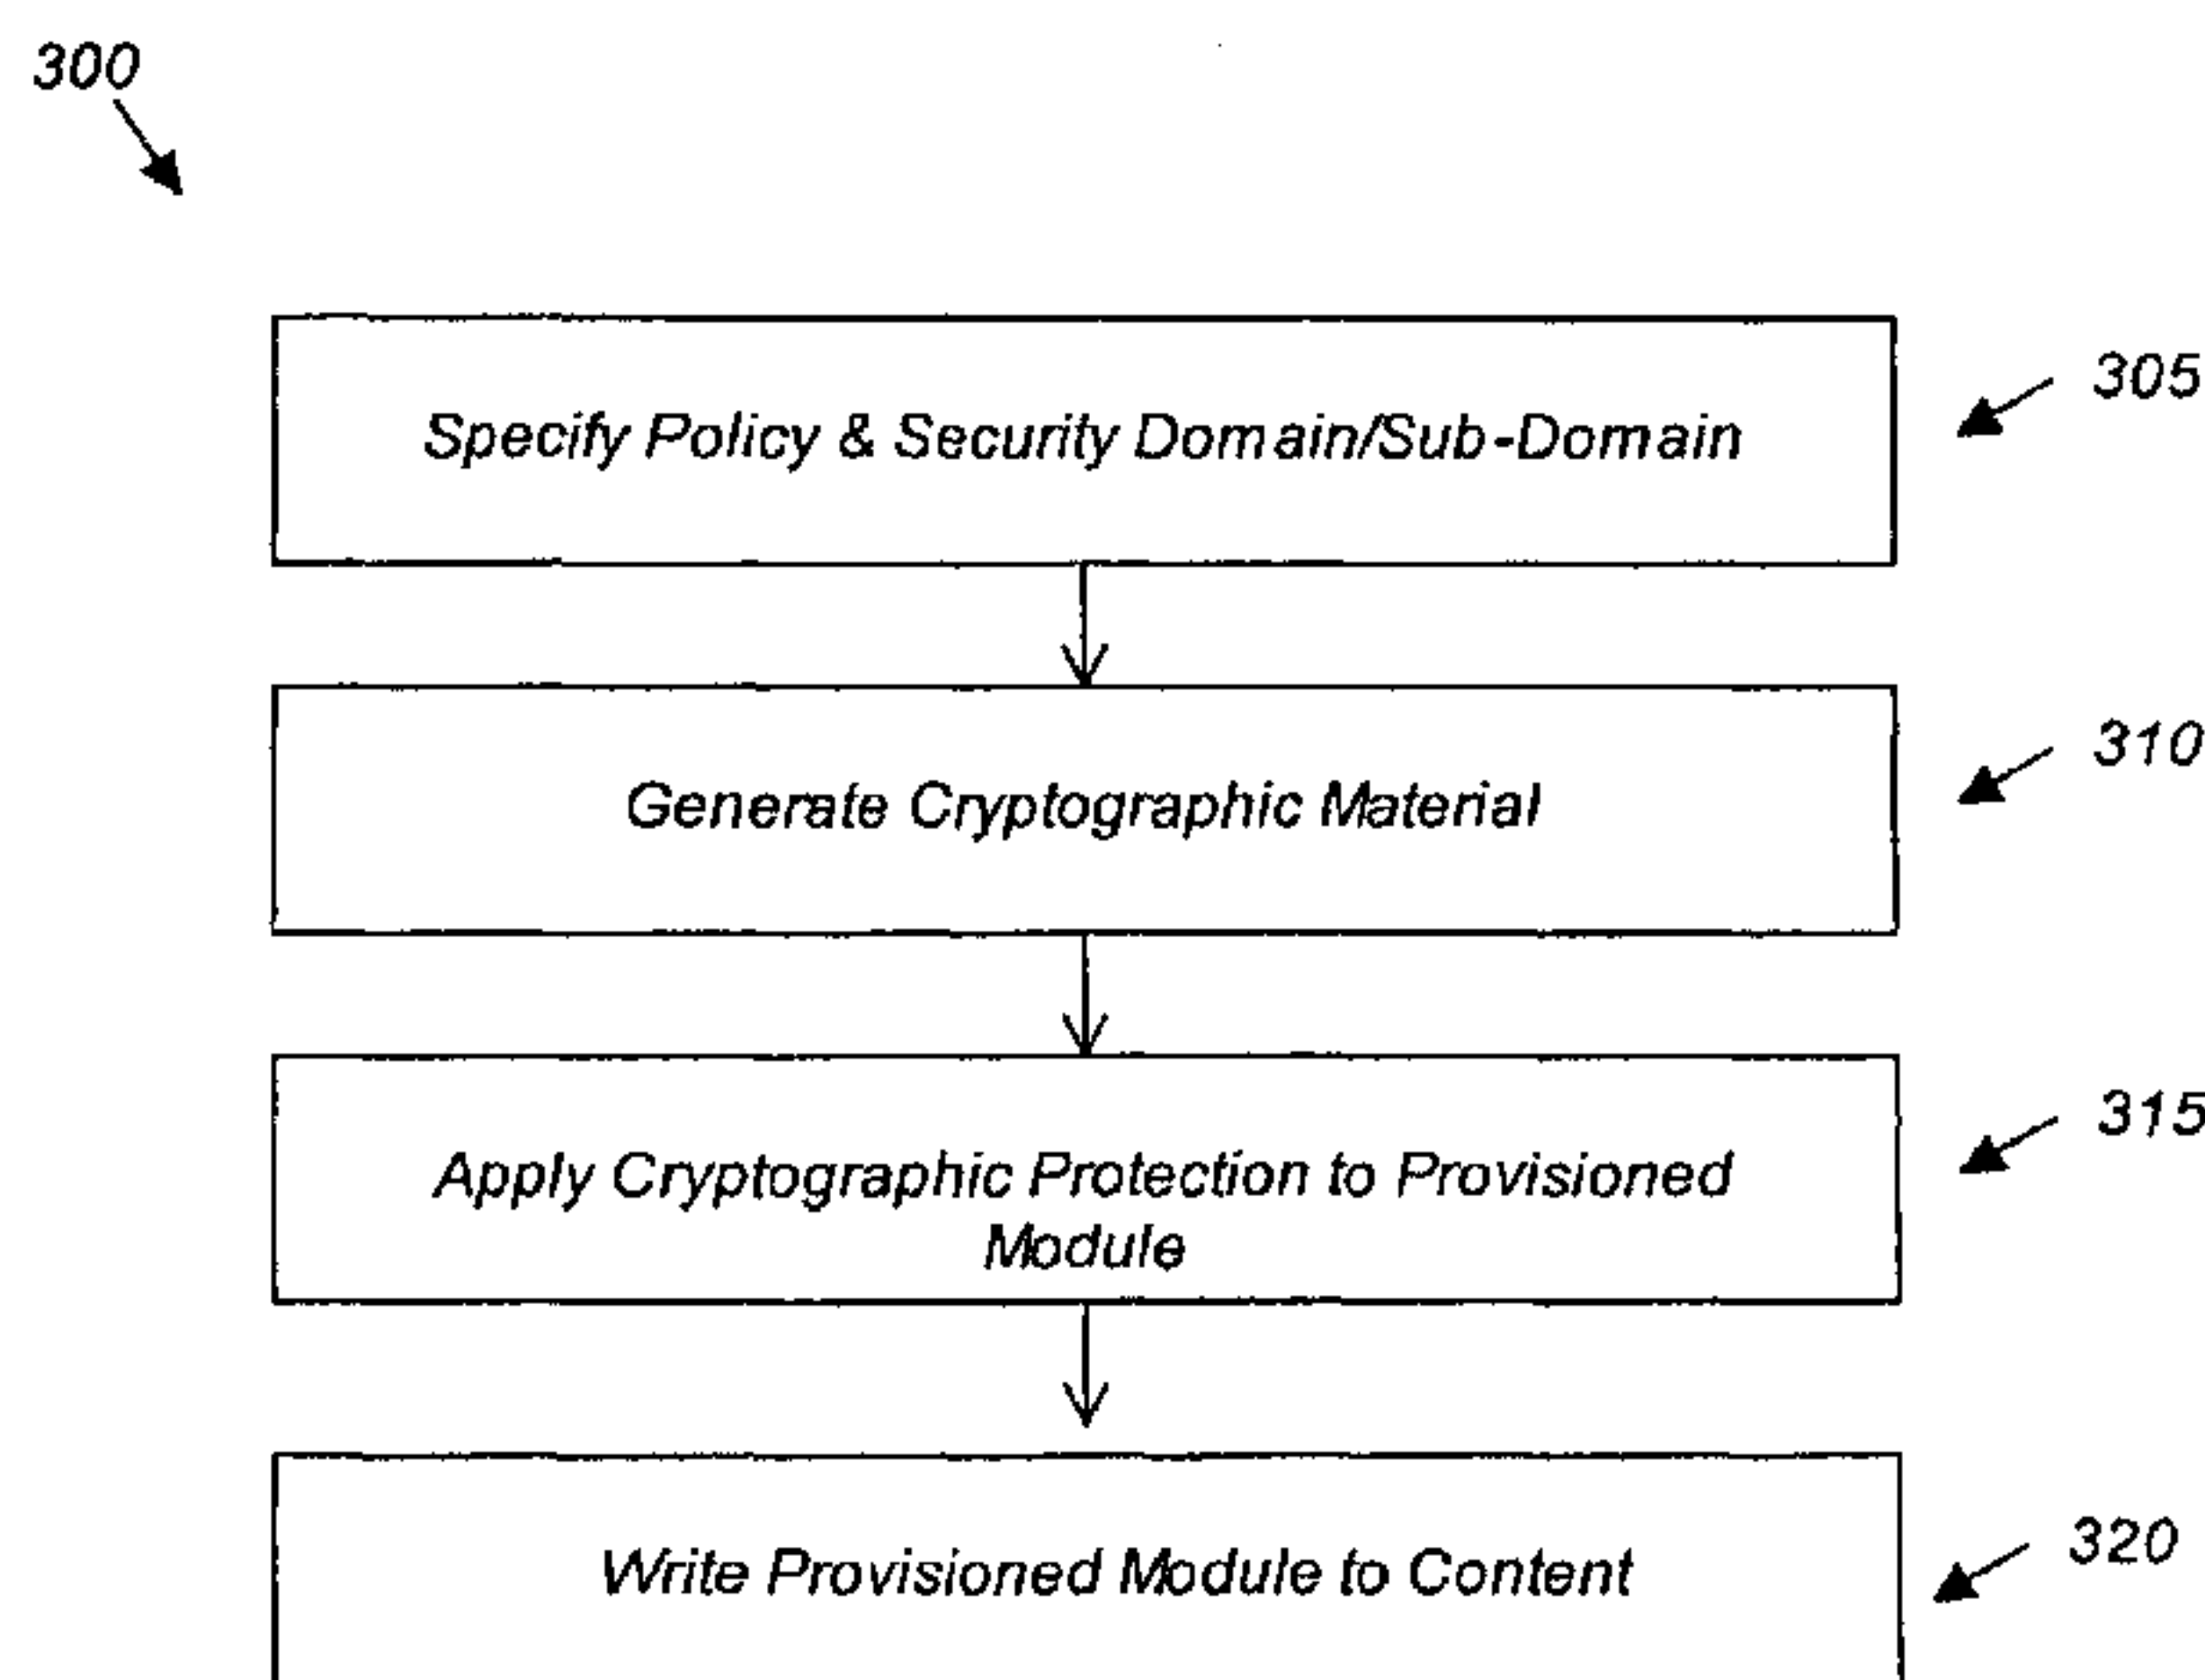 300
Specify Policy & Security Domain/Sub-Domain
305
Generate Cryptographic Material
310
Apply Cryptographic Protection to Provisioned
Module
315
Write Provisioned Module to Content
320